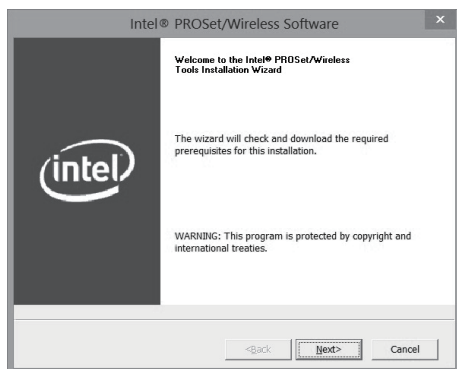 Intel® PROSet/Wireless Software
x
Welcome to the Intel® PROSet/Wireless
Tools Installation Wizard
The wizard will check and download the required
prerequisites for this installation.
(intel)
WARNING: This program is protected by copyright and
international treaties.
<Back Next> Cancel